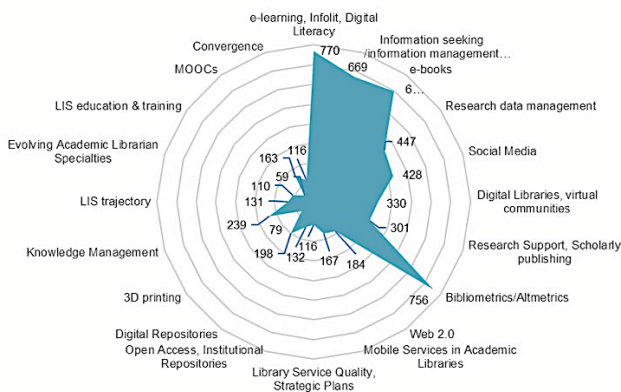 e-learning, Infolit, Digital
Literacy
Convergence
Information seeking
/information management…
MOOCs
770
669
e-books
6…
LIS education & training
Research data management
447
Evolving Academic Librarian
Specialties
116
163
59
Social Media
428
LIS trajectory
110
131
330
Digital Libraries, virtual
communities
239
79
301
Knowledge Management
198
132
116
167
184
Research Support, Scholarly
publishing
3D printing
756
Bibliometrics/Altmetrics
Digital Repositories
Web 2.0
Open Access, Institutional
Repositories
Mobile Services in Academic
Libraries
Library Service Quality,
Strategic Plans